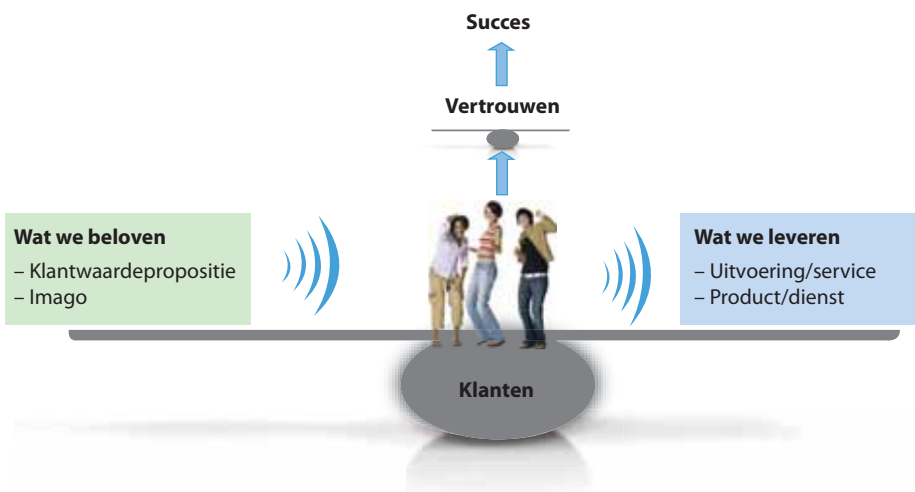 Succes
Vertrouwen
Wat we beloven
– Klantwaardepropositie
– Imago
Wat we leveren
– Uitvoering/service
– Product/dienst
Klanten